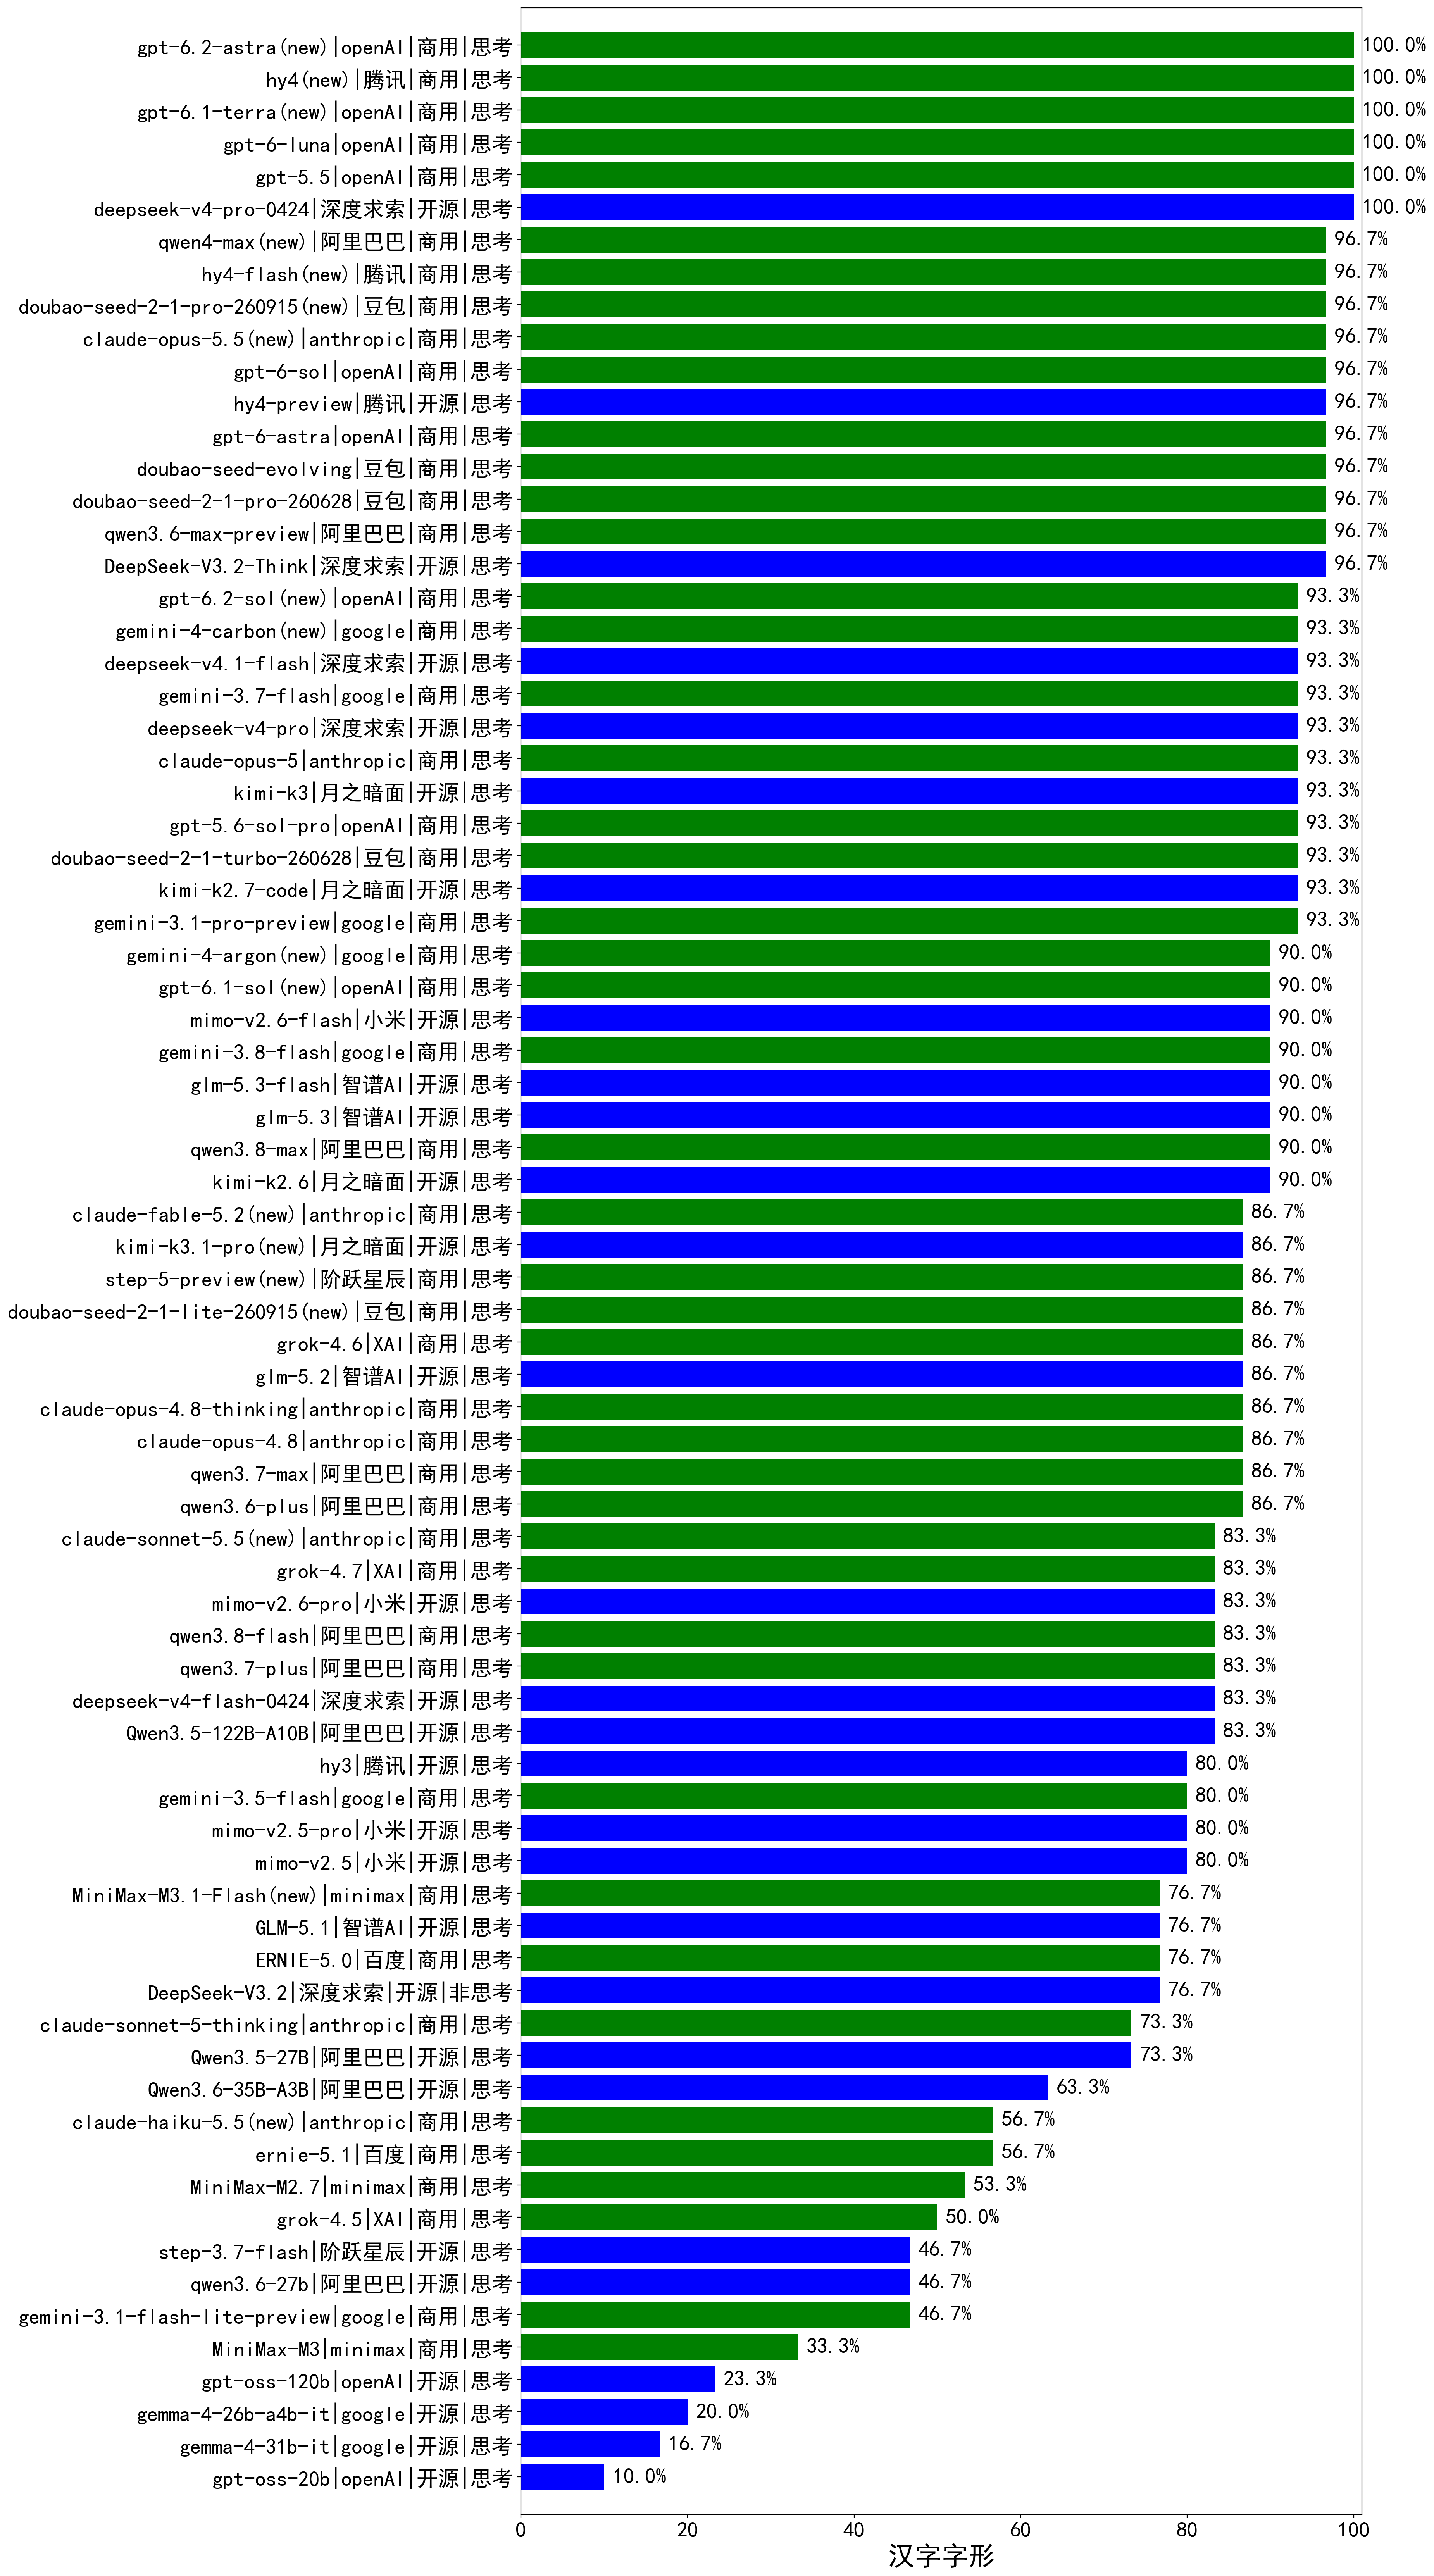 gpt-6.2-astra(new)|openAI|商用|思考 100.0%
hy4(new)|腾讯|商用|思考 100.0%
gpt-6.1-terra(new)|openAI|商用|思考 100.0%
gpt-6-luna|openAI|商用|思考 100.0%
gpt-5.5|openAI|商用|思考 100.0%
deepseek-v4-pro-0424|深度求索|开源|思考 100.0%
qwen4-max(new)|阿里巴巴|商用|思考 96.7%
hy4-flash(new)|腾讯|商用|思考 96.7%
doubao-seed-2-1-pro-260915(new)|豆包|商用|思考 96.7%
claude-opus-5.5(new)|anthropic|商用|思考 96.7%
gpt-6-sol|openAI|商用|思考 96.7%
hy4-preview|腾讯|开源|思考 96.7%
gpt-6-astra|openAI|商用|思考 96.7%
doubao-seed-evolving|豆包|商用|思考 96.7%
doubao-seed-2-1-pro-260628|豆包|商用|思考 96.7%
qwen3.6-max-preview|阿里巴巴|商用|思考 96.7%
DeepSeek-V3.2-Think|深度求索|开源|思考 96.7%
gpt-6.2-sol(new)|openAI|商用|思考 93.3%
gemini-4-carbon(new)|google|商用|思考 93.3%
deepseek-v4.1-flash|深度求索|开源|思考 93.3%
gemini-3.7-flash|google|商用|思考 93.3%
deepseek-v4-pro|深度求索|开源|思考 93.3%
claude-opus-5|anthropic|商用|思考 93.3%
kimi-k3|月之暗面|开源|思考 93.3%
gpt-5.6-sol-pro|openAI|商用|思考 93.3%
doubao-seed-2-1-turbo-260628|豆包|商用|思考 93.3%
kimi-k2.7-code|月之暗面|开源|思考 93.3%
gemini-3.1-pro-preview|google|商用|思考 93.3%
gemini-4-argon(new)|google|商用|思考 90.0%
gpt-6.1-sol(new)|openAI|商用|思考 90.0%
mimo-v2.6-flash|小米|开源|思考 90.0%
gemini-3.8-flash|google|商用|思考 90.0%
glm-5.3-flash|智谱AI|开源|思考 90.0%
glm-5.3|智谱AI|开源|思考 90.0%
qwen3.8-max|阿里巴巴|商用|思考 90.0%
kimi-k2.6|月之暗面|开源|思考 90.0%
claude-fable-5.2(new)|anthropic|商用|思考 86.7%
kimi-k3.1-pro(new)|月之暗面|开源|思考 86.7%
step-5-preview(new)|阶跃星辰|商用|思考 86.7%
doubao-seed-2-1-lite-260915(new)|豆包|商用|思考 86.7%
grok-4.6|XAI|商用|思考 86.7%
glm-5.2|智谱AI|开源|思考 86.7%
claude-opus-4.8-thinking|anthropic|商用|思考 86.7%
claude-opus-4.8|anthropic|商用|思考 86.7%
qwen3.7-max|阿里巴巴|商用|思考 86.7%
qwen3.6-plus|阿里巴巴|商用|思考 86.7%
claude-sonnet-5.5(new)|anthropic|商用|思考 83.3%
grok-4.7|XAI|商用|思考 83.3%
mimo-v2.6-pro|小米|开源|思考 83.3%
qwen3.8-flash|阿里巴巴|商用|思考 83.3%
qwen3.7-plus|阿里巴巴|商用|思考 83.3%
deepseek-v4-flash-0424|深度求索|开源|思考 83.3%
Qwen3.5-122B-A10B|阿里巴巴|开源|思考 83.3%
hy3|腾讯|开源|思考 80.0%
gemini-3.5-flash|google|商用|思考 80.0%
mimo-v2.5-pro|小米|开源|思考 80.0%
mimo-v2.5|小米|开源|思考 80.0%
MiniMax-M3.1-Flash(new)|minimax|商用|思考 76.7%
GLM-5.1|智谱AI|开源|思考 76.7%
ERNIE-5.0|百度|商用|思考 76.7%
DeepSeek-V3.2|深度求索|开源|非思考 76.7%
claude-sonnet-5-thinking|anthropic|商用|思考 73.3%
Qwen3.5-27B|阿里巴巴|开源|思考 73.3%
Qwen3.6-35B-A3B|阿里巴巴|开源|思考 63.3%
claude-haiku-5.5(new)|anthropic|商用|思考 56.7%
ernie-5.1|百度|商用|思考 56.7%
MiniMax-M2.7|minimax|商用|思考 53.3%
grok-4.5|XAI|商用|思考 50.0%
step-3.7-flash|阶跃星辰|开源|思考 46.7%
qwen3.6-27b|阿里巴巴|开源|思考 46.7%
gemini-3.1-flash-lite-preview|google|商用|思考 46.7%
MiniMax-M3|minimax|商用|思考 33.3%
gpt-oss-120b|openAI|开源|思考 23.3%
gemma-4-26b-a4b-it|google|开源|思考 20.0%
gemma-4-31b-it|google|开源|思考 16.7%
gpt-oss-20b|openAI|开源|思考 10.0%
0 20 40 60 80 100
汉字字形